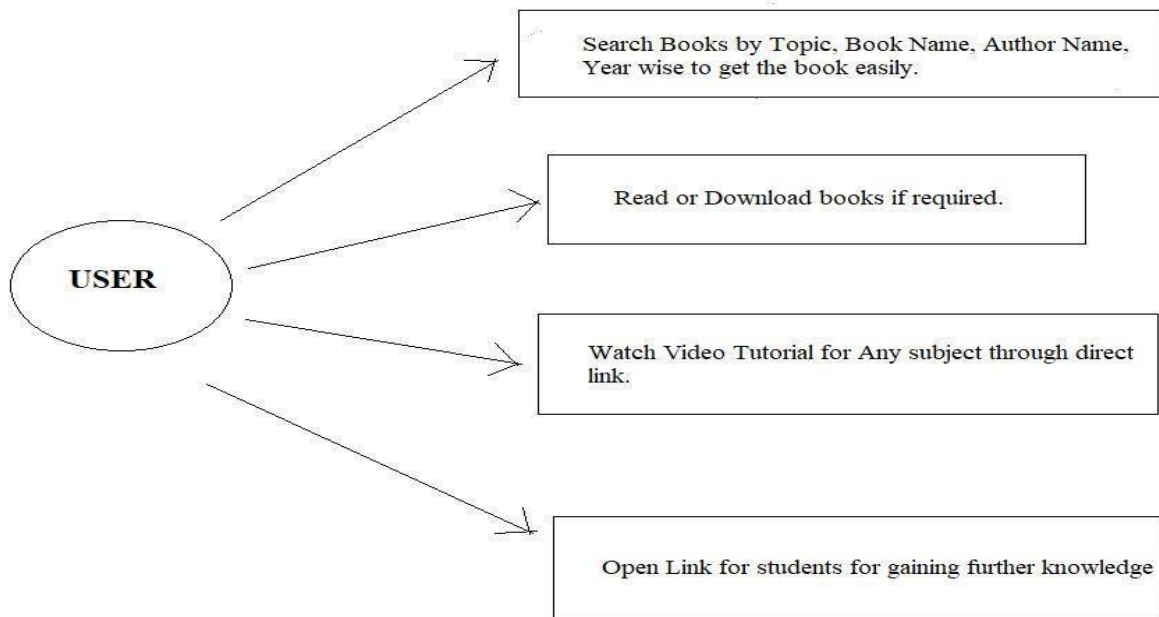 Search Books by Topic, Book Name, Author Name,
Year wise to get the book easily.
Read or Download books if required.
USER
Watch Video Tutorial for Any subject through direct
link.
Open Link for students for gaining further knowledge